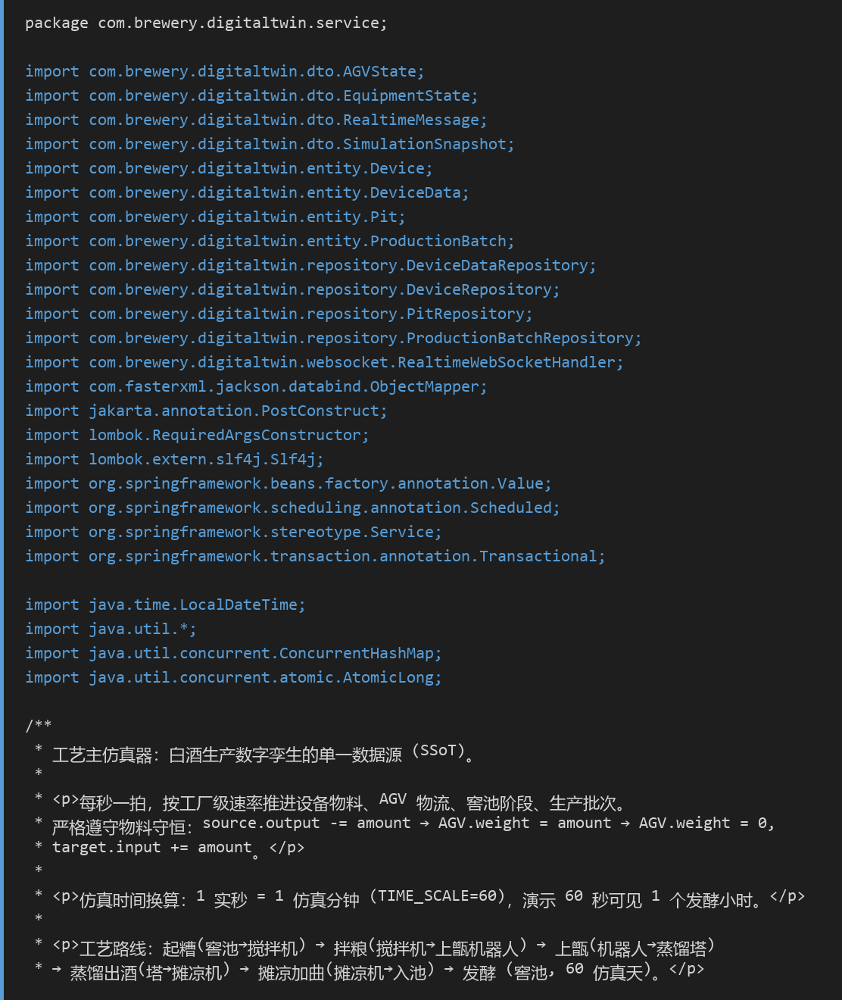 package com.brewery.digitaltwin.service;
import com.brewery.digitaltwin.dto.AGVState;
import com.brewery.digitaltwin.dto.EquipmentState;
import com.brewery.digitaltwin.dto.RealtimeMessage;
import com.brewery.digitaltwin.dto.SimulationSnapshot;
import com.brewery.digitaltwin.entity.Device;
import com.brewery.digitaltwin.entity.DeviceData;
import com.brewery.digitaltwin.entity.Pit;
import com.brewery.digitaltwin.entity.ProductionBatch;
import com.brewery.digitaltwin.repository.DeviceDataRepository;
import com.brewery.digitaltwin.repository.DeviceRepository;
import com.brewery.digitaltwin.repository.PitRepository;
import com.brewery.digitaltwin.repository.ProductionBatchRepository;
import com.brewery.digitaltwin.websocket.RealtimeWebSocketHandler;
import com.fasterxml.jackson.databind.ObjectMapper;
import jakarta.annotation.PostConstruct;
import lombok.RequiredArgsConstructor;
import lombok.extern.slf4j.Slf4j;
import org.springframework.beans.factory.annotation.Value;
import org.springframework.scheduling.annotation.Scheduled;
import org.springframework.stereotype.Service;
import org.springframework.transaction.annotation.Transactional;
import java.time.LocalDateTime;
import java.util.*;
import java.util.concurrent.ConcurrentHashMap;
import java.util.concurrent.atomic.AtomicLong;
/**
 * 工艺主仿真器：白酒生产数字孪生的单一数据源 (SSoT)。
 *
 * <p>每秒一拍，按工厂级速率推进设备物料、AGV 物流、窖池阶段、生产批次。
 * 严格遵守物料守恒：source.output -= amount → AGV.weight = amount → AGV.weight = 0,
 * target.input += amount。</p>
 *
 * <p>仿真时间换算：1 实秒 = 1 仿真分钟 (TIME_SCALE=60)，演示 60 秒可见 1 个发酵小时。</p>
 *
 * <p>工艺路线：起糟(窖池→搅拌机) → 拌粮(搅拌机→上甑机器人) → 上甑(机器人→蒸馏塔)
 * → 蒸馏出酒(塔→摊凉机) → 摊凉加曲(摊凉机→入池) → 发酵 (窖池, 60 仿真天)。</p>